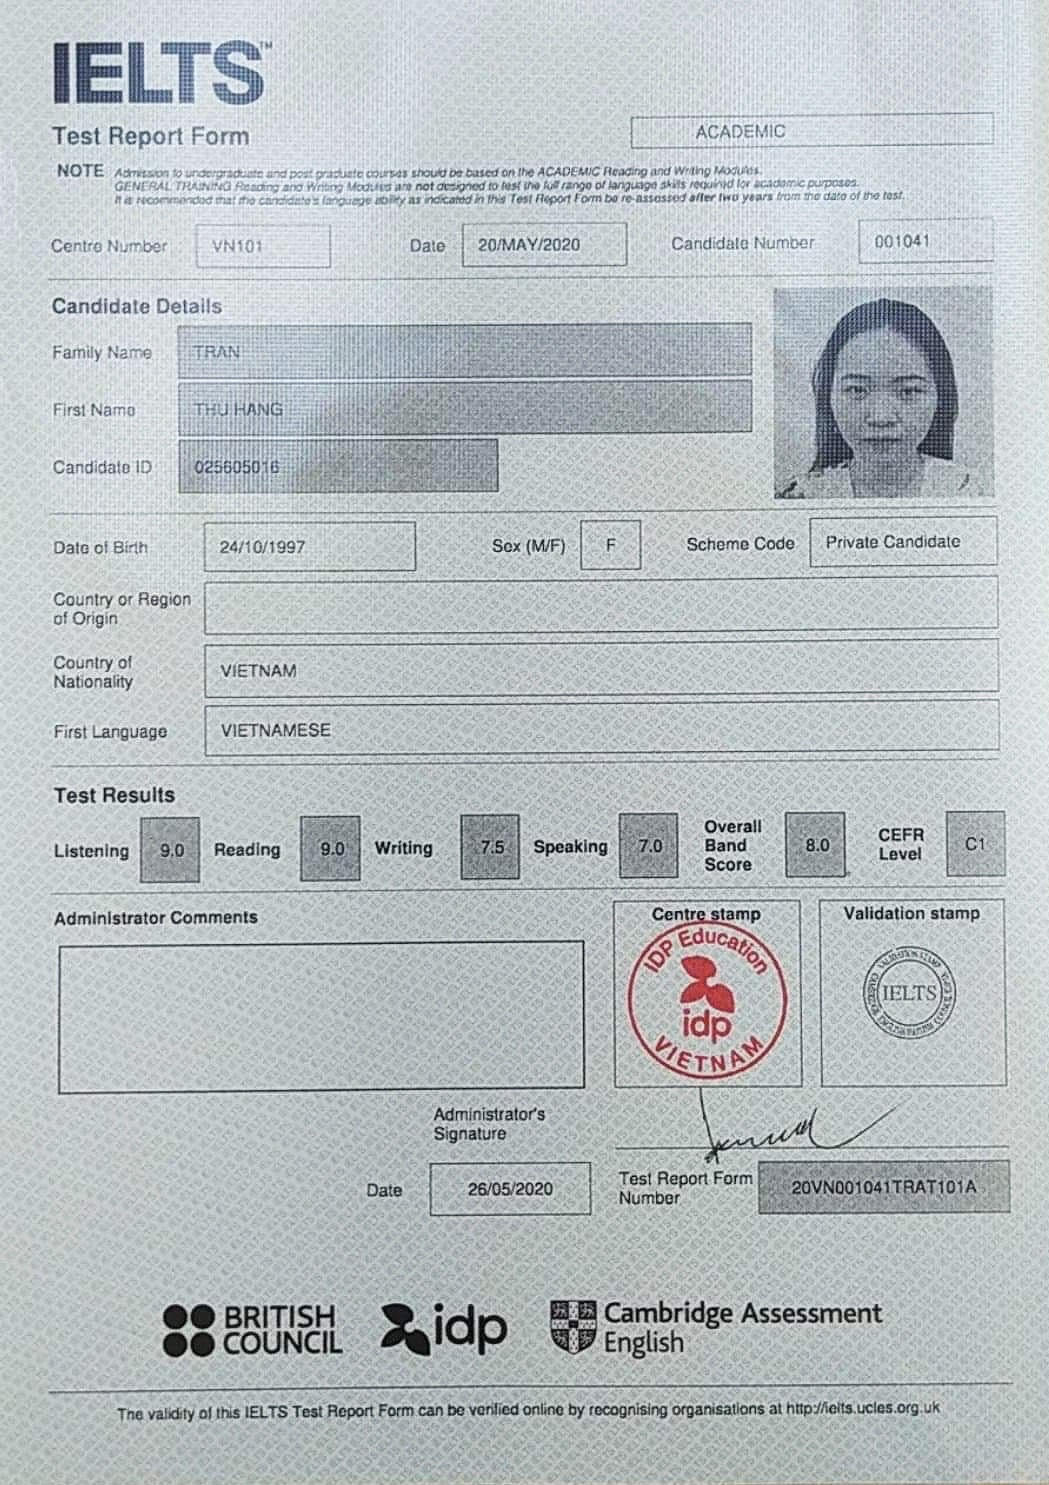 IELTS™
Test Report Form
ACADEMIC
NOTE Admission to undergraduate and post graduate courses should be based on the ACADEMIC Reading and Writing Modules.
GENERAL TRAINING Reading and Writing Modules are not designed to test the full range of language skills required for academic purposes.
It is recommended that the candidate's language ability as indicated in this Test Report Form be re-assessed after two years from the date of the test.
Centre Number VN101 Date 20/MAY/2020 Candidate Number 001041
Candidate Details
Family Name TRAN
First Name THU HANG
Candidate ID 025605016
Date of Birth 24/10/1997 Sex (M/F) F Scheme Code Private Candidate
Country or Region
of Origin
Country of
Nationality
VIETNAM
First Language VIETNAMESE
Test Results
Listening 9.0 Reading 9.0 Writing 7.5 Speaking 7.0
Overall
Band
Score
8.0
CEFR
Level
C1
Administrator Comments
Centre stamp
IDP Education
idp
VIETNAM
Validation stamp
IELTS
Administrator's
Signature
Date 26/05/2020
Test Report Form
Number
20VN001041TRAT101A
BRITISH
COUNCIL
idp
Cambridge Assessment
English
The validity of this IELTS Test Report Form can be verified online by recognising organisations at http://ielts.ucles.org.uk